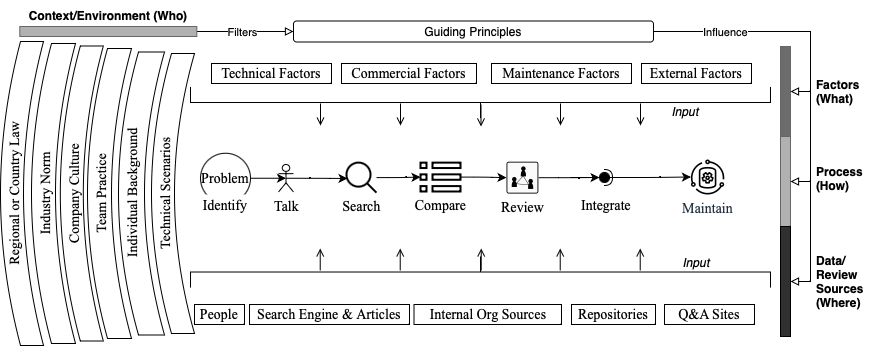 Context/Environment (Who)
Filters
Guiding Principles
Influence
Technical Factors
Commercial Factors
Maintenance Factors
External Factors
Factors
(What)
Input
Regional or Country Law
Industry Norm
Company Culture
Team Practice
Individual Background
Technical Scenarios
Problem
Identify
Talk
Search
Compare
Review
Integrate
Maintain
Process
(How)
Input
Data/
Review
Sources
(Where)
People
Search Engine & Articles
Internal Org Sources
Repositories
Q&A Sites